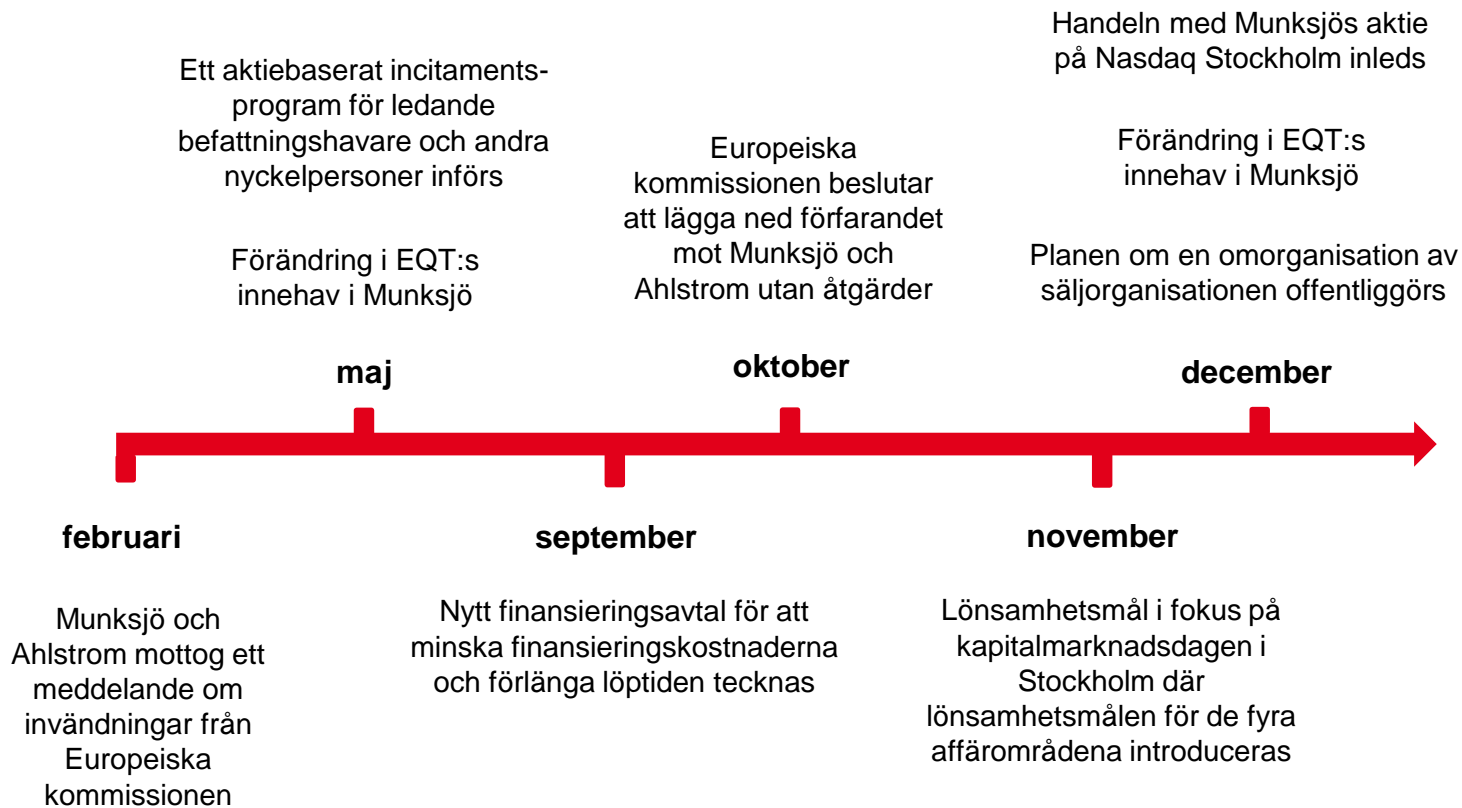 Ett aktiebaserat incitaments-
program för ledande
befattningshavare och andra
nyckelpersoner införs
Förändring i EQT:s
innehav i Munksjö
maj
Europeiska
kommissionen beslutar
att lägga ned förfarandet
mot Munksjö och
Ahlstrom utan åtgärder
oktober
Handeln med Munksjös aktie
på Nasdaq Stockholm inleds
Förändring i EQT:s
innehav i Munksjö
Planen om en omorganisation av
säljorganisationen offentliggörs
december
februari
Munksjö och
Ahlstrom mottog ett
meddelande om
invändningar från
Europeiska
kommissionen
september
Nytt finansieringsavtal för att
minska finansieringskostnaderna
och förlänga löptiden tecknas
november
Lönsamhetsmål i fokus på
kapitalmarknadsdagen i
Stockholm där
lönsamhetsmålen för de fyra
affärområdena introduceras